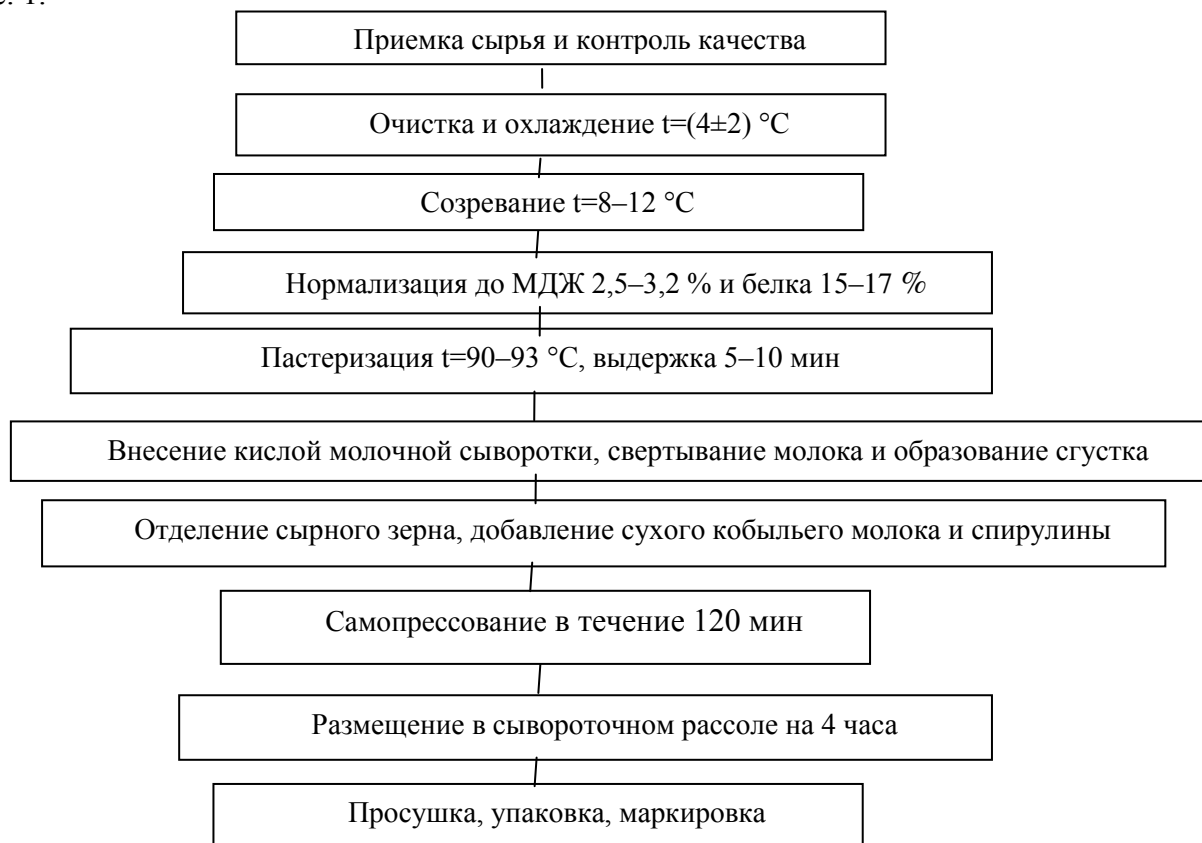 Приемка сырья и контроль качества
Очистка и охлаждение t=(4±2) °С
Созревание t=8–12 °С
Нормализация до МДЖ 2,5–3,2 % и белка 15–17 %
Пастеризация t=90–93 °С, выдержка 5–10 мин
Внесение кислой молочной сыворотки, свертывание молока и образование сгустка
Отделение сырного зерна, добавление сухого кобыльего молока и спирулины
Самопрессование в течение 120 мин
Размещение в сывороточном рассоле на 4 часа
Просушка, упаковка, маркировка